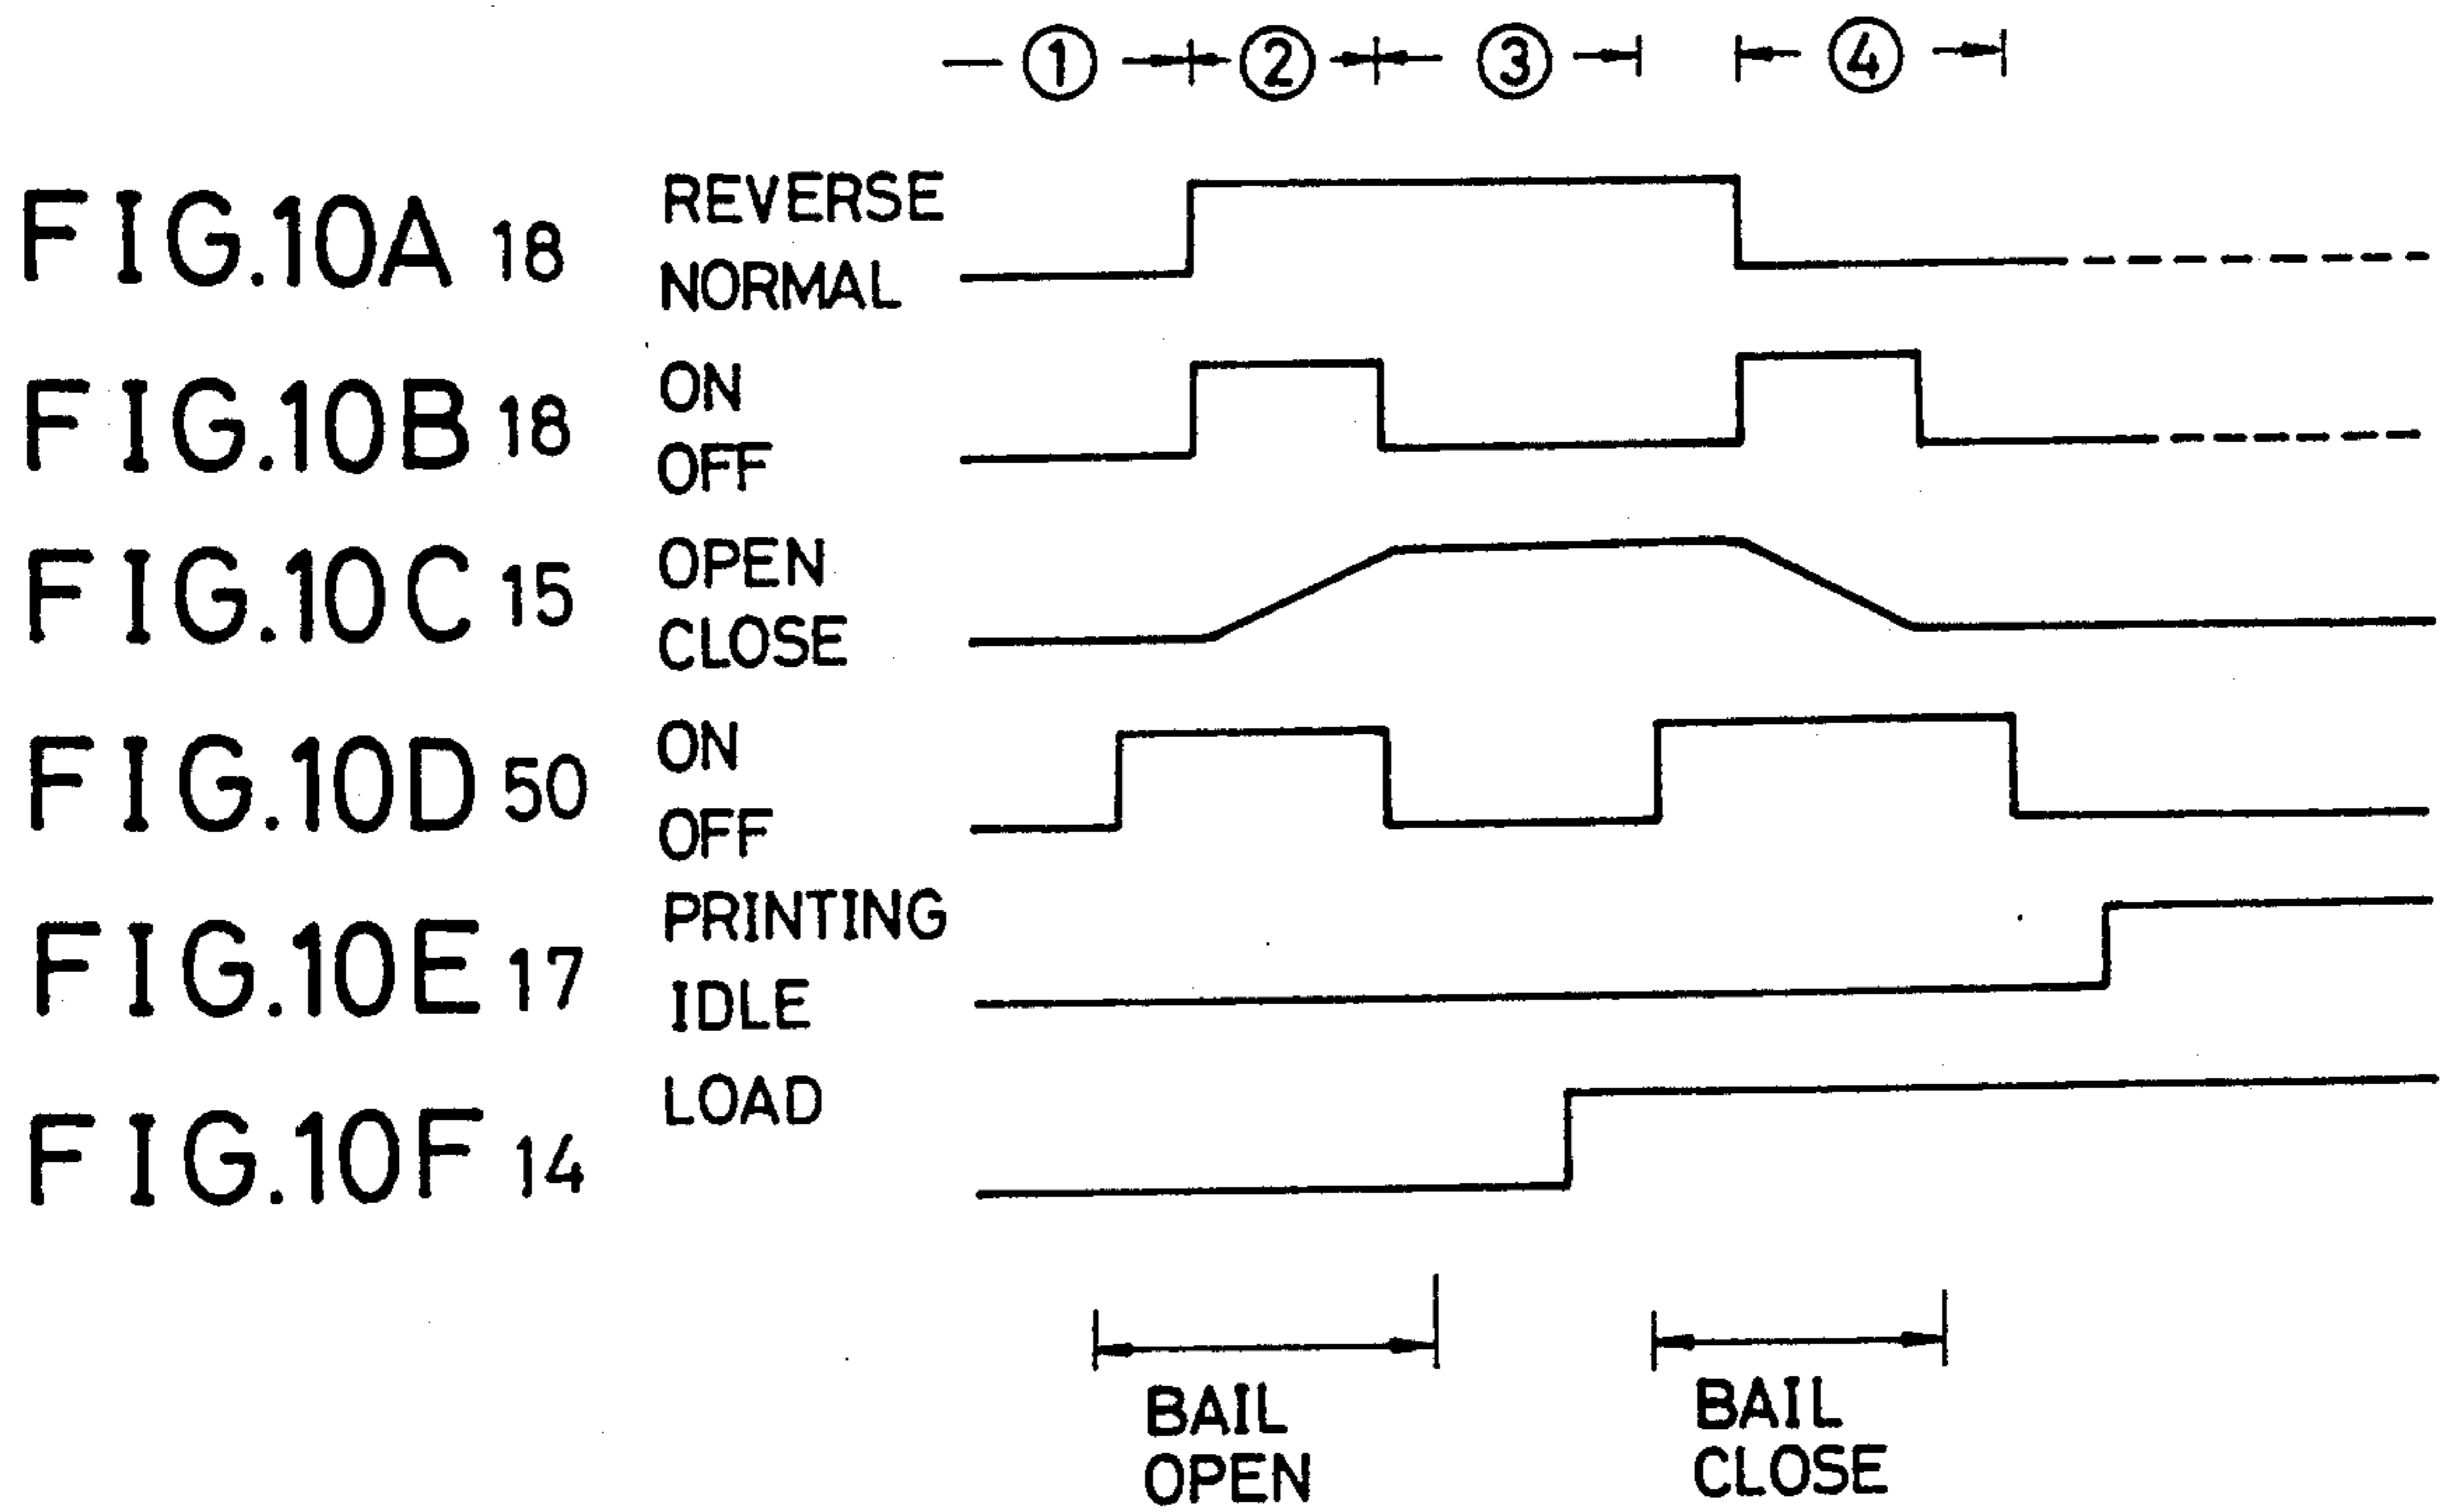 ① ② ③ ④
FIG.10A 18 REVERSE
NORMAL
FIG.10B 18 ON
OFF
FIG.10C 15 OPEN
CLOSE
FIG.10D 50 ON
OFF
FIG.10E 17 PRINTING
IDLE
FIG.10F 14 LOAD
BAIL OPEN
BAIL CLOSE